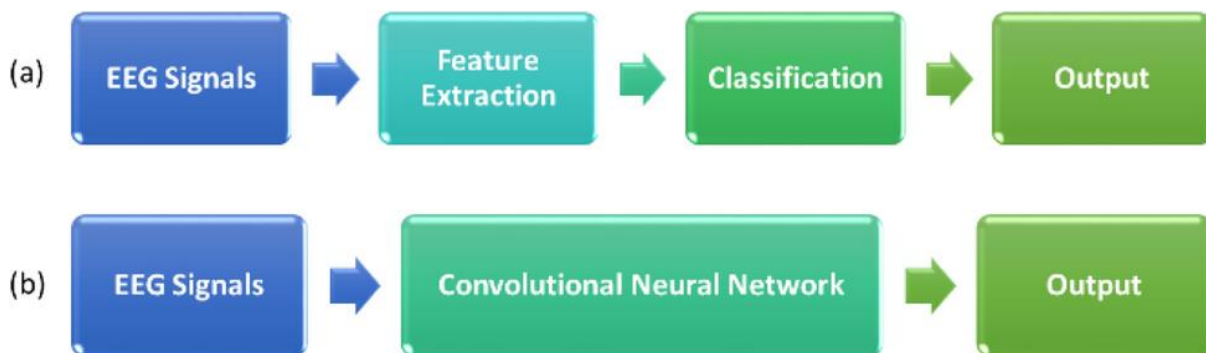 (a)
EEG Signals
Feature
Extraction
Classification
Output
(b)
EEG Signals
Convolutional Neural Network
Output